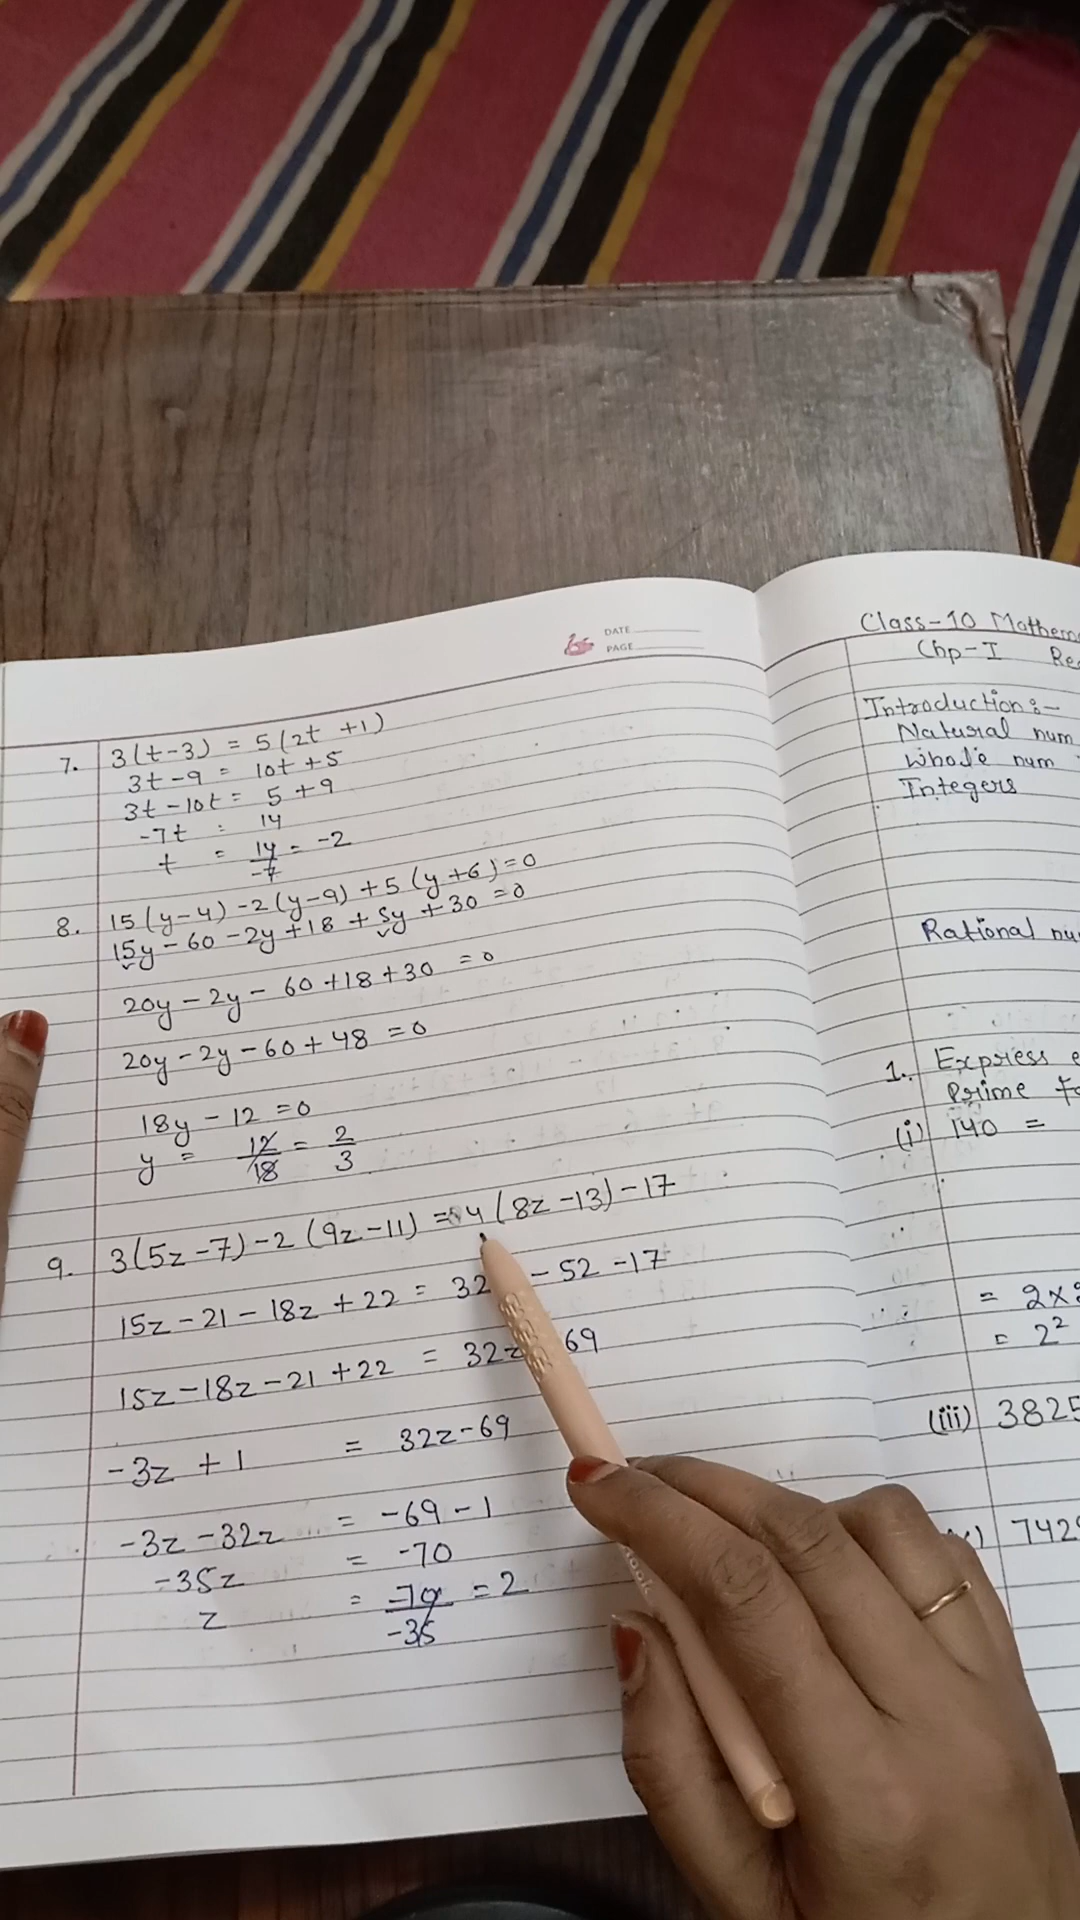 DATE
PAGE
7. 3(t-3) = 5(2t +1)
3t-9 = 10t +5
3t-10t = 5 +9
-7t = 14
t = 14/-7 = -2
8. 15(y-4) -2(y-9) +5(y+6)=0
15y-60-2y+18+5y+30=0
20y-2y-60+18+30=0
20y-2y-60+48=0
18y-12=0
y = 12/18 = 2/3
9. 3(5z-7)-2(9z-11) = 4(8z-13)-17
15z-21-18z+22 = 32 -52-17
15z-18z-21+22 = 32z 69
-3z+1 = 32z-69
-3z-32z = -69-1
-35z = -70
z = -70/-35 = 2
Class-10
Chp-I
Introduction:-
Natural num
Whole num
Integers
Rational
1. Express
Prime
(i) 140 =
= 2×
= 2²
(iii) 3825
742